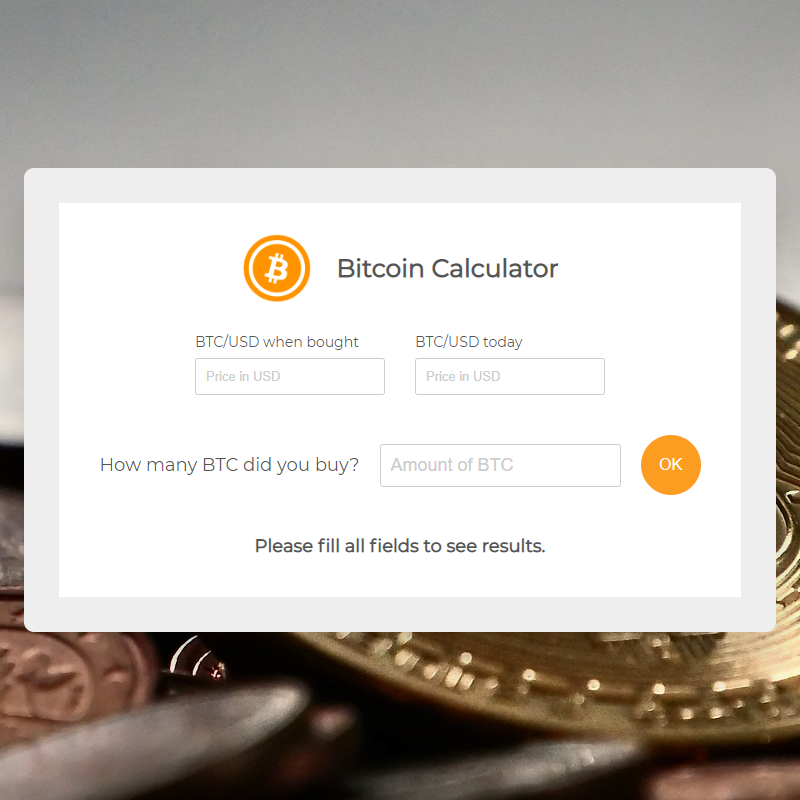 Bitcoin Calculator
BTC/USD when bought
BTC/USD today
Price in USD
Price in USD
How many BTC did you buy?
Amount of BTC
OK
Please fill all fields to see results.